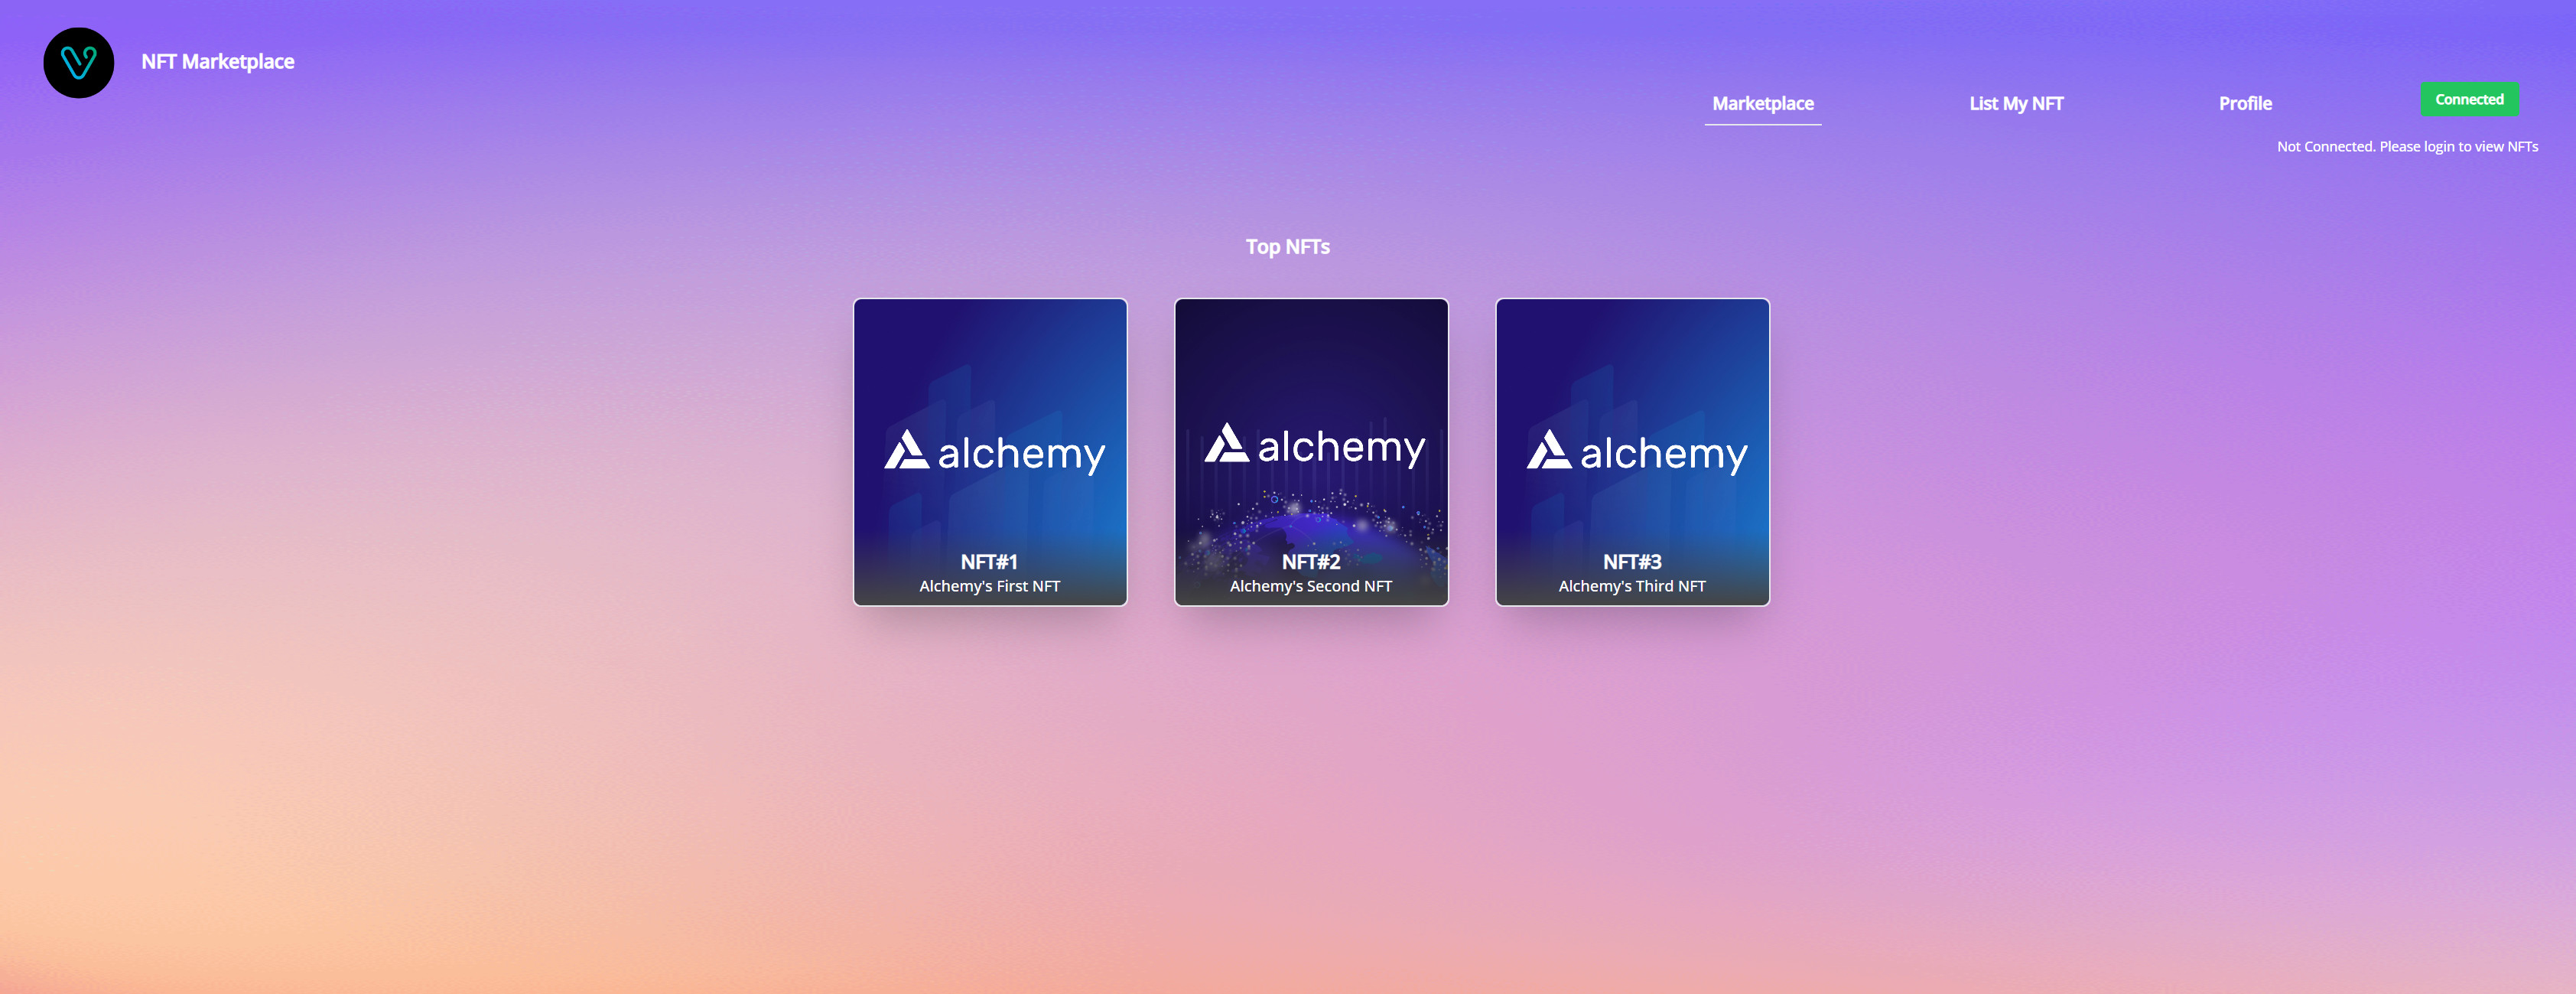 NFT Marketplace
Marketplace
List My NFT
Profile
Connected
Not Connected. Please login to view NFTs
Top NFTs
alchemy
NFT#1
Alchemy's First NFT
alchemy
NFT#2
Alchemy's Second NFT
alchemy
NFT#3
Alchemy's Third NFT